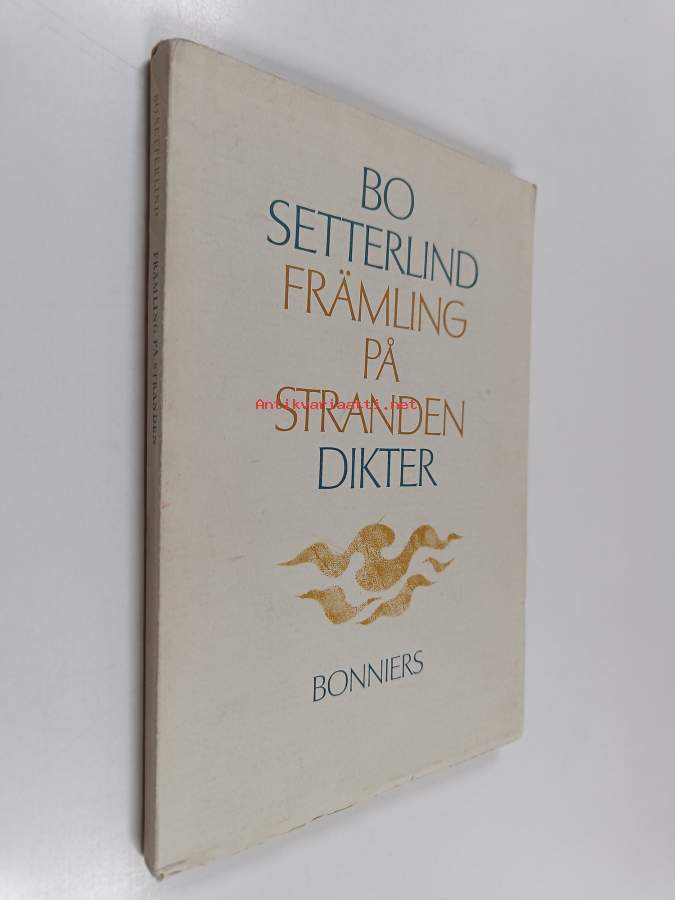 BO
SETTERLIND
FRÄMLING
PÅ
STRANDEN
Antikvariaatti.net
DIKTER
BONNIERS
BO SETTERLIND FRÄMLING PÅ STRANDEN